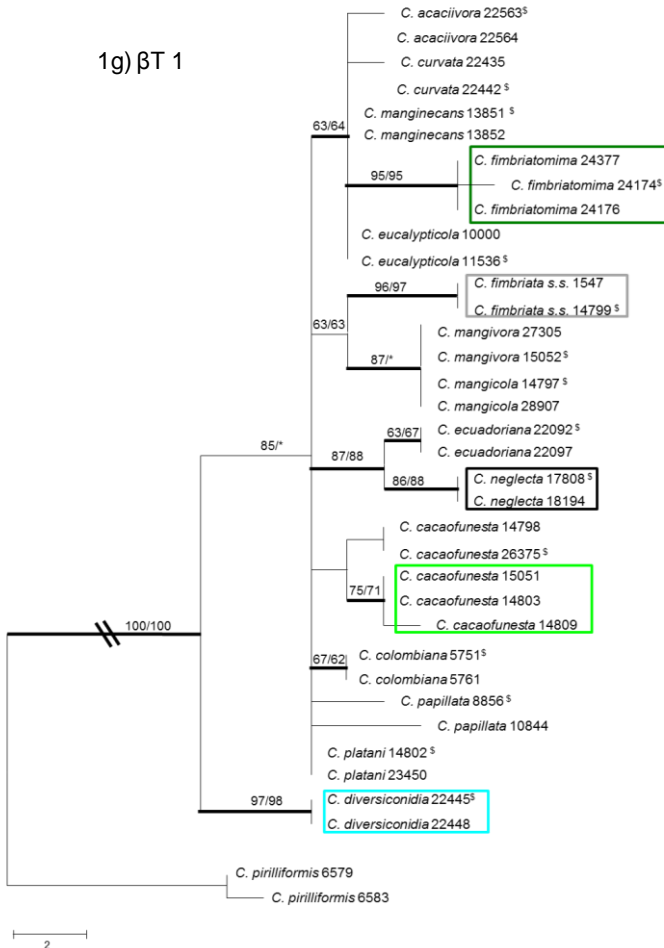 C. acaciivora 22563$
C. acaciivora 22564
1g) βT 1
C. curvata 22435
C. curvata 22442 $
C. manginecans 13851 $
63/64
C. manginecans 13852
C. fimbriatomima 24377
95/95
C. fimbriatomima 24174$
C. fimbriatomima 24176
C. eucalypticola 10000
C. eucalypticola 11536 $
96/97
C. fimbriata s.s. 1547
C. fimbriata s.s. 14799 $
63/63
C. mangivora 27305
C. mangivora 15052 $
87/*
C. mangicola 14797 $
C. mangicola 28907
C. ecuadoriana 22092 $
63/67
C. ecuadoriana 22097
85/*
87/88
C. neglecta 17808 $
86/88
C. neglecta 18194
C. cacaofunesta 14798
C. cacaofunesta 26375 $
C. cacaofunesta 15051
75/71
C. cacaofunesta 14803
C. cacaofunesta 14809
100/100
C. colombiana 5751$
67/62
C. colombiana 5761
C. papillata 8856 $
C. papillata 10844
C. platani 14802 $
C. platani 23450
97/98
C. diversiconidia 22445$
C. diversiconidia 22448
C. pirilliformis 6579
C. pirilliformis 6583
2